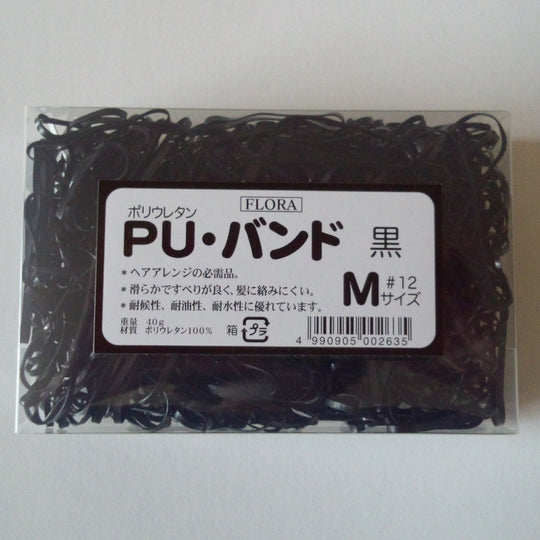 FLORA
ポリウレタン
PU・バンド 黒
*ヘアアレンジの必需品。
*滑らかですべりが良く、髪に絡みにくい。
*耐候性、耐油性、耐水性に優れています。
M #12
サイズ
重量 40g
材質 ポリウレタン100%
箱 プラ
4 990905 002635